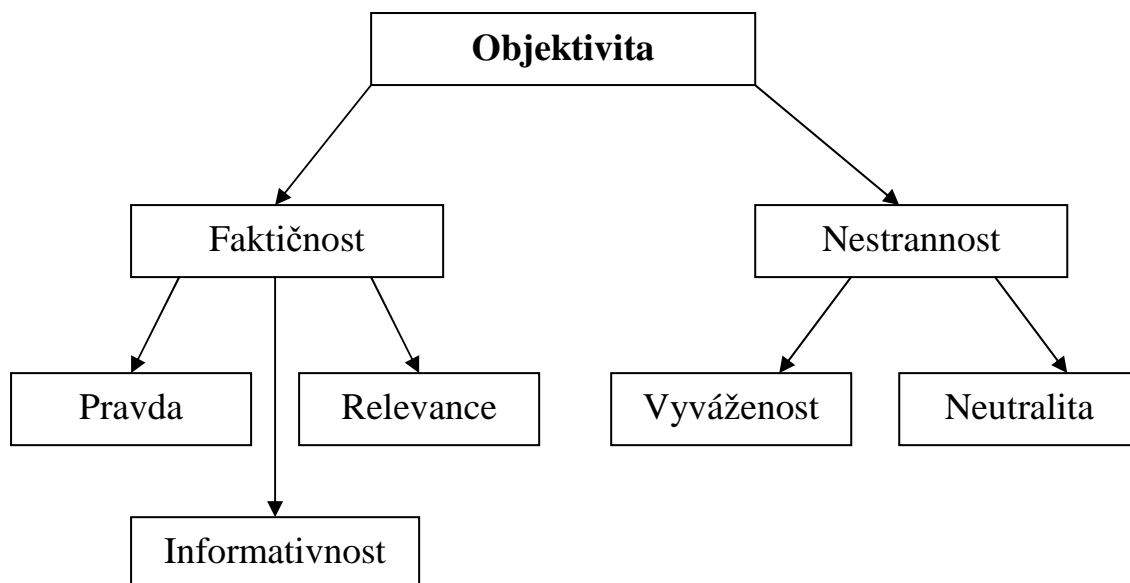 Objektivita
Faktičnost
Nestrannost
Pravda
Relevance
Vyváženost
Neutralita
Informativnost